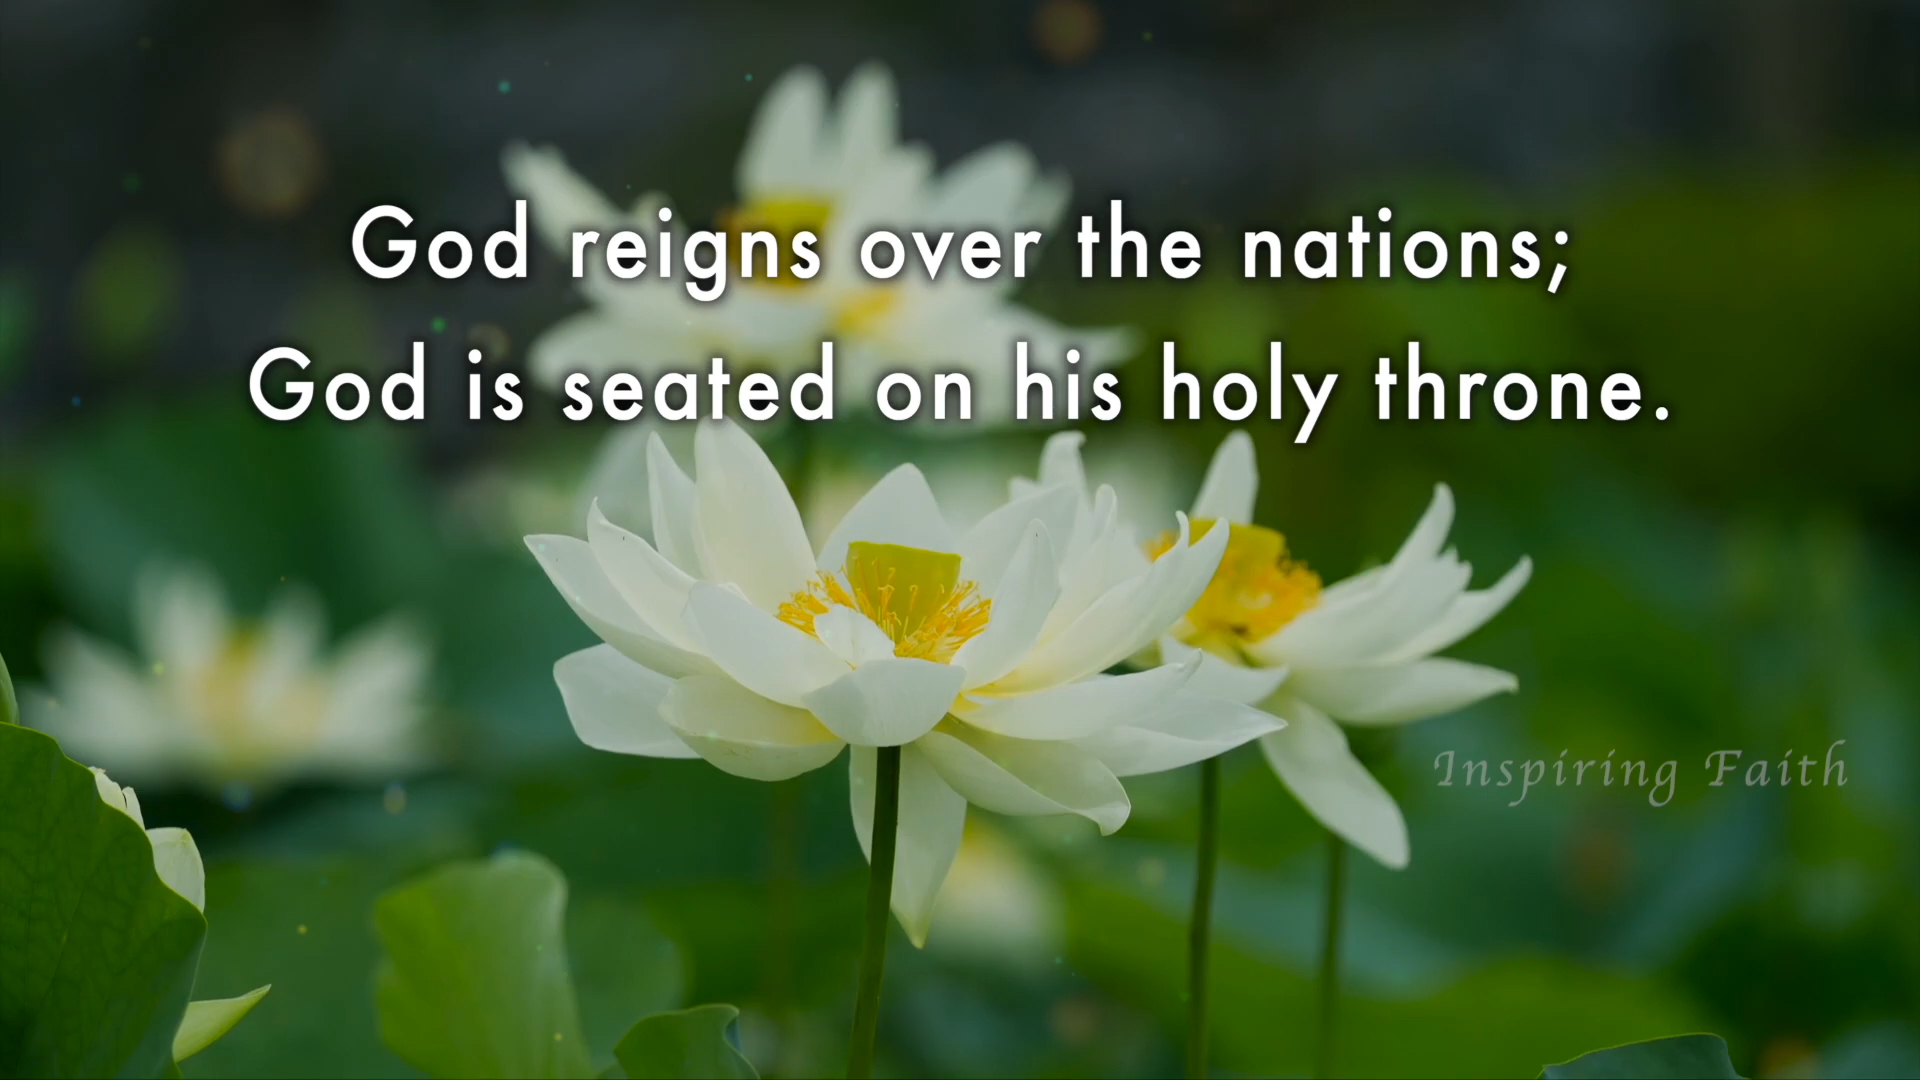 God reigns over the nations;
God is seated on his holy throne.
Inspiring Faith